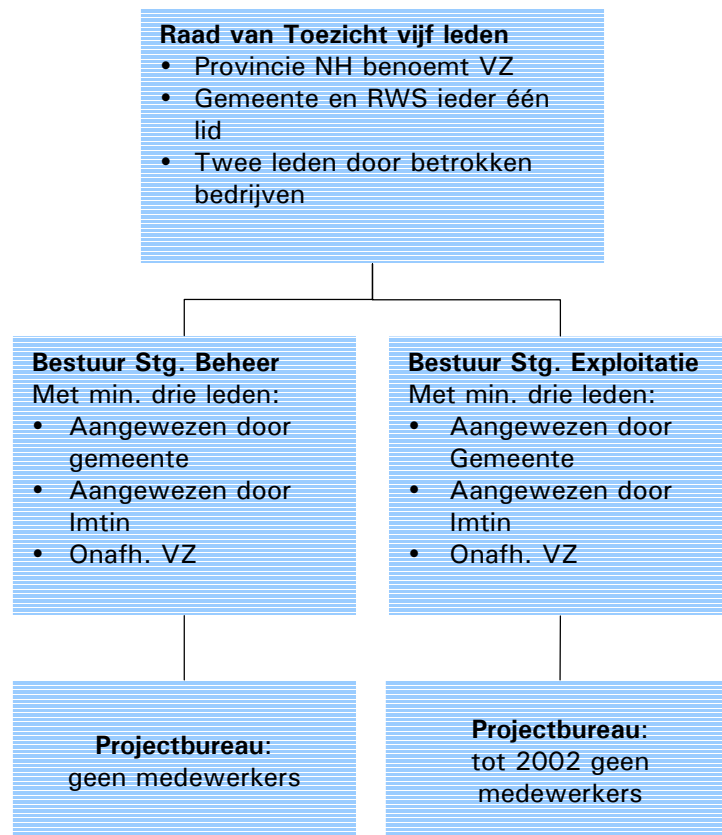 Raad van Toezicht vijf leden
• Provincie NH benoemt VZ
• Gemeente en RWS ieder één
lid
• Twee leden door betrokken
bedrijven
Bestuur Stg. Beheer
Met min. drie leden:
• Aangewezen door
gemeente
• Aangewezen door
Imtin
• Onafh. VZ
Bestuur Stg. Exploitatie
Met min. drie leden:
• Aangewezen door
Gemeente
• Aangewezen door
Imtin
• Onafh. VZ
Projectbureau:
geen medewerkers
Projectbureau:
tot 2002 geen
medewerkers